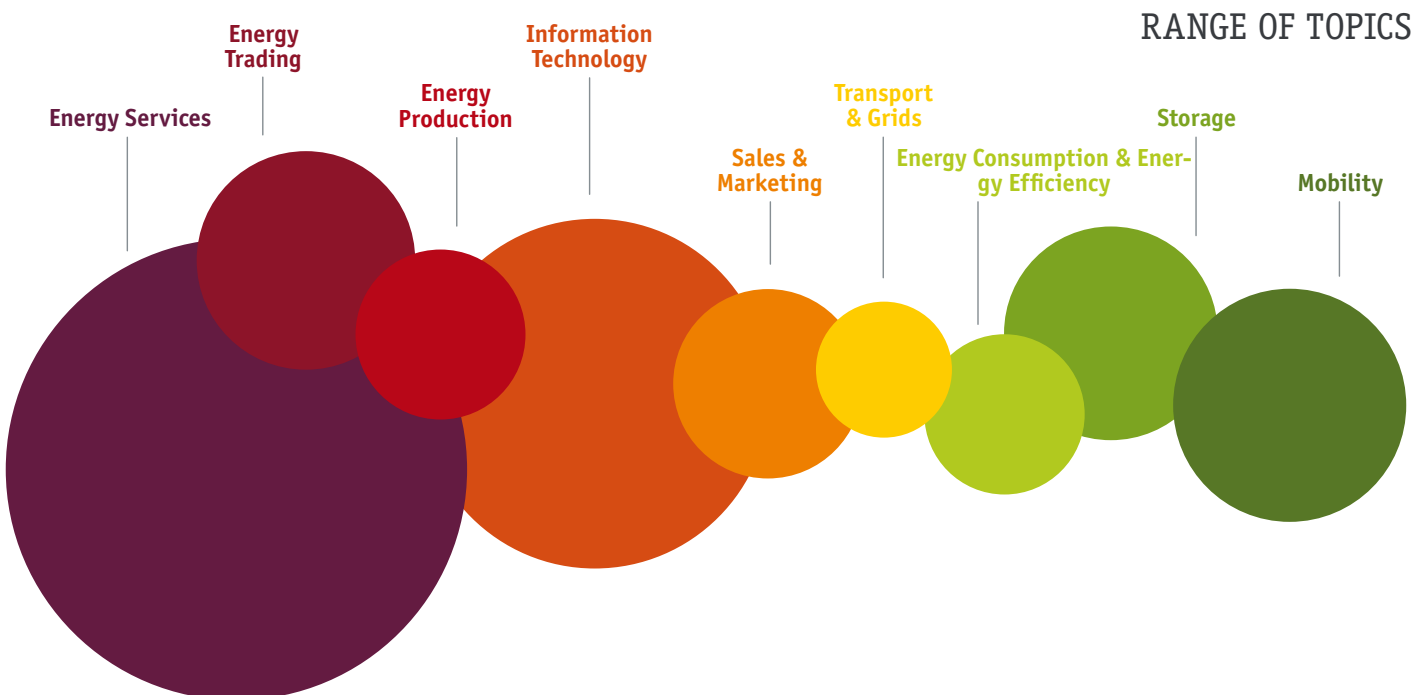 RANGE OF TOPICS
Energy Services
Energy
Trading
Energy
Production
Information
Technology
Sales &
Marketing
Transport
& Grids
Energy Consumption & Ener-
gy Efficiency
Storage
Mobility